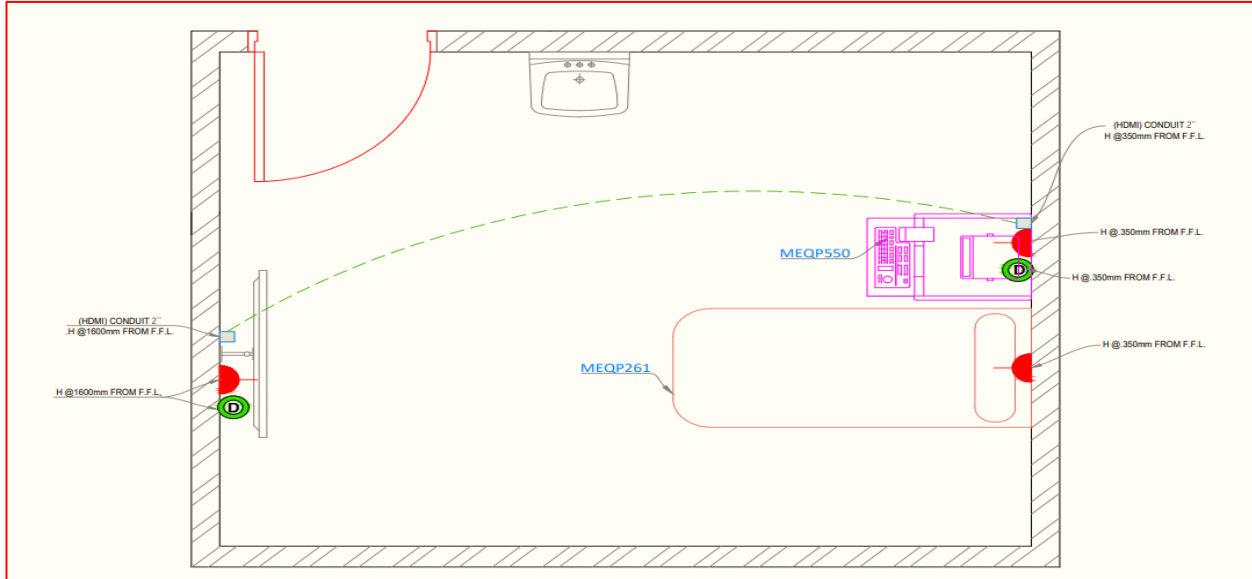 (HDMI) CONDUIT 2"
H @350mm FROM F.F.L.
H @.350mm FROM F.F.L.
MEQP550
D
H @.350mm FROM F.F.L.
(HDMI) CONDUIT 2"
.H @1600mm FROM F.F.L.
H @.350mm FROM F.F.L.
MEQP261
H @1600mm FROM F.F.L,
D